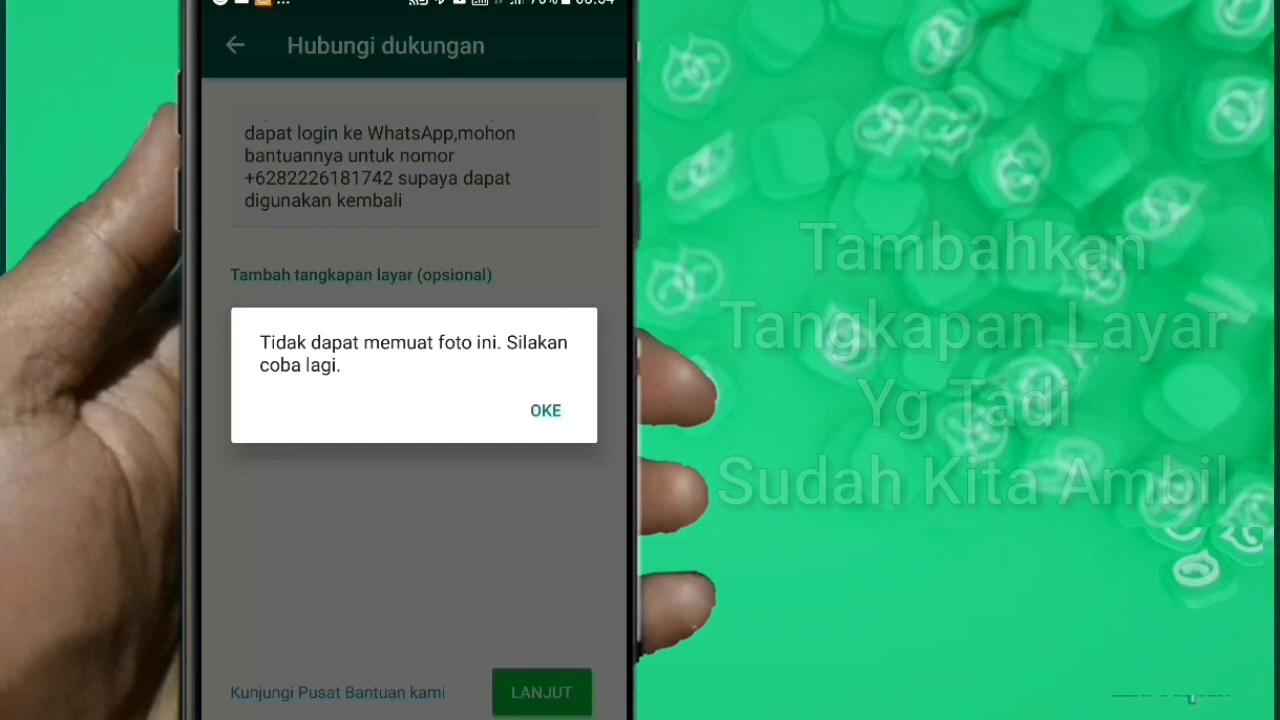 Hubungi dukungan
dapat login ke WhatsApp,mohon
bantuannya untuk nomor
+6282226181742 supaya dapat
digunakan kembali
Tambah tangkapan layar (opsional)
Tidak dapat memuat foto ini. Silakan
coba lagi.
OKE
Kunjungi Pusat Bantuan kami
LANJUT
Tambahkan
Tangkapan Layar
Yg Tadi
Sudah Kita Ambil